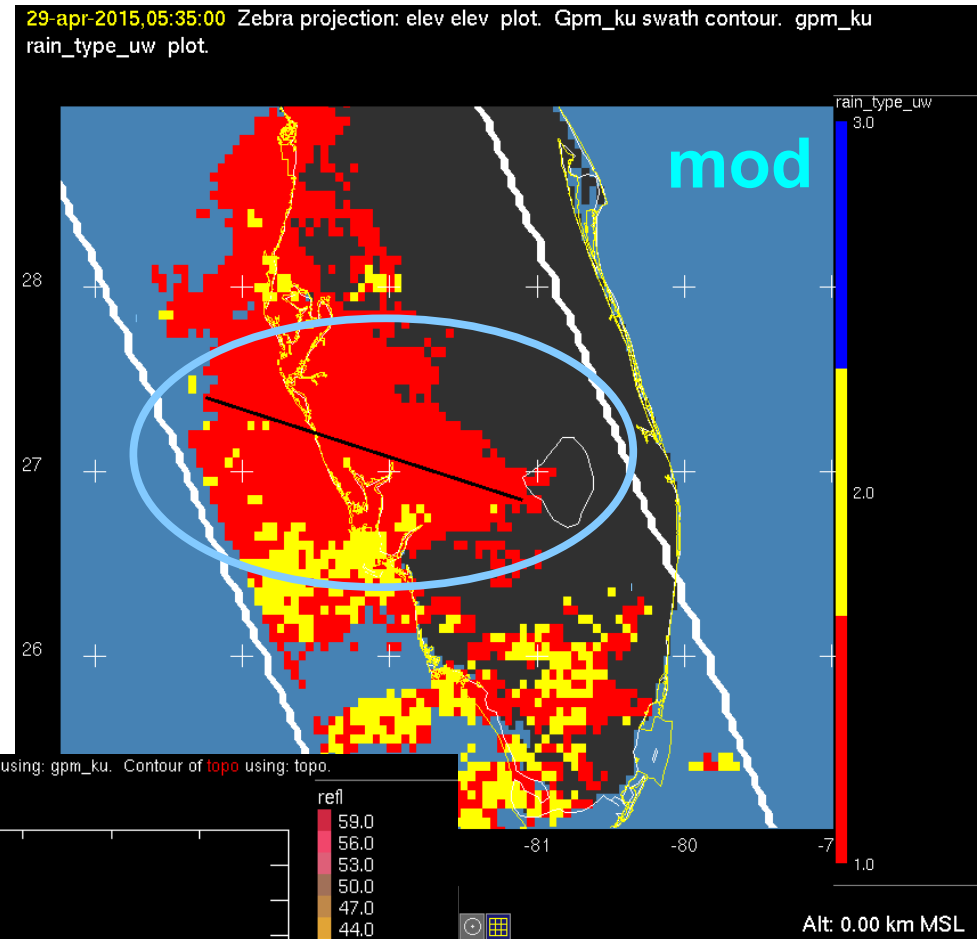 29-apr-2015,05:35:00 Zebra projection: elev elev plot. Gpm_ku swath contour. gpm_ku
rain_type_uw plot.
rain_type_uw
3.0
mod
28
2.0
27
26
using: gpm_ku. Contour of topo using: topo.
refl
59.0
56.0
53.0
50.0
47.0
44.0
-81
-80
-7
1.0
Alt: 0.00 km MSL